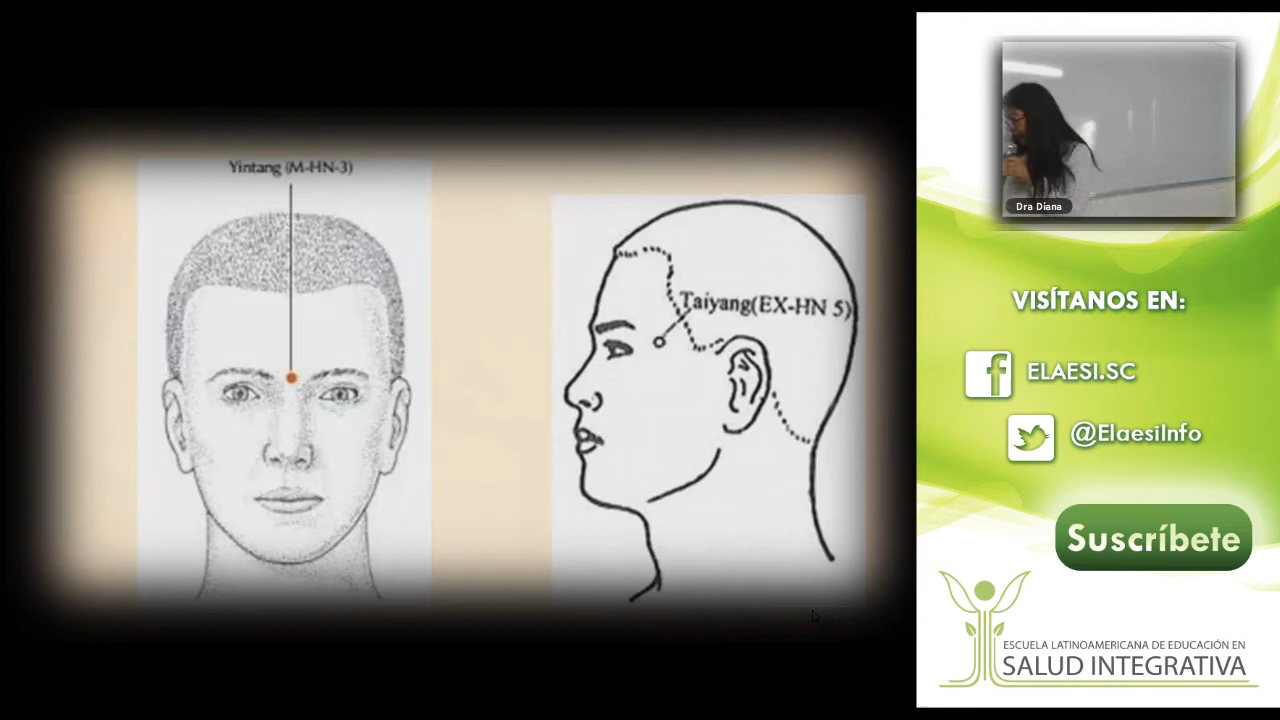 Yintang (M-HN-3)
Taiyang(EX-HN 5)
Dra Diana
VISÍTANOS EN:
ELAESI.SC
@ElaesiInfo
Suscríbete
ESCUELA LATINOAMERICANA DE EDUCACIÓN EN
SALUD INTEGRATIVA